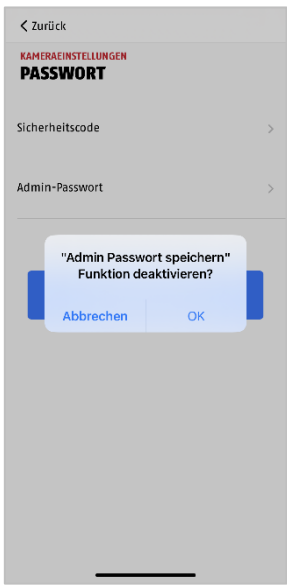 Zurück
KAMERAEINSTELLUNGEN
PASSWORT
Sicherheitscode
Admin-Passwort
"Admin Passwort speichern"
Funktion deaktivieren?
Abbrechen OK